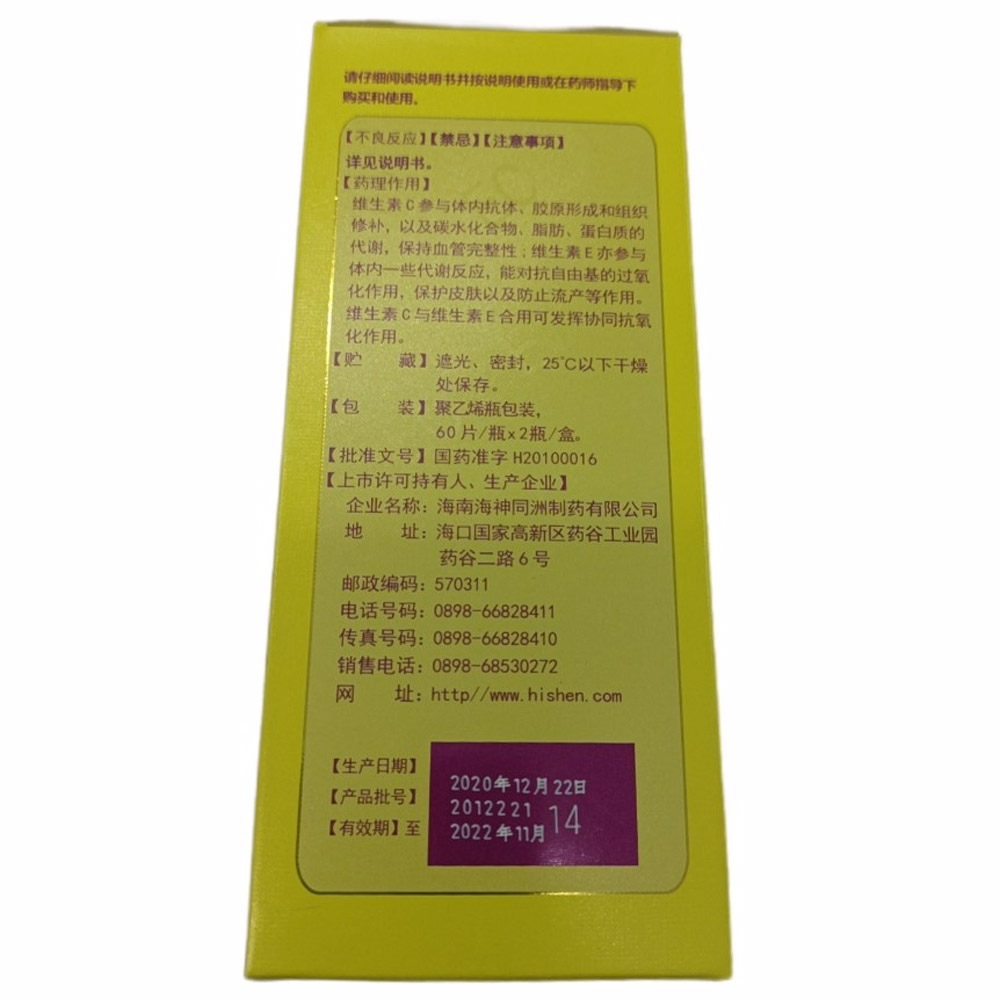 请仔细阅读说明书并按说明使用或在药师指导下
购买和使用。
【不良反应】【禁忌】【注意事项】
详见说明书。
【药理作用】
维生素C参与体内抗体、胶原形成和组织
修补，以及碳水化合物、脂肪、蛋白质的
代谢，保持血管完整性；维生素E亦参与
体内一些代谢反应，能对抗自由基的过氧
化作用，保护皮肤以及防止流产等作用。
维生素C与维生素E合用可发挥协同抗氧
化作用。
【贮 藏】遮光、密封，25℃以下干燥
处保存。
【包 装】聚乙烯瓶包装，
60片/瓶x2瓶/盒。
【批准文号】国药准字H20100016
【上市许可持有人、生产企业】
企业名称：海南海神同洲制药有限公司
地 址：海口国家高新区药谷工业园
药谷二路6号
邮政编码：570311
电话号码：0898-66828411
传真号码：0898-66828410
销售电话：0898-68530272
网 址：http//www.hishen.com
【生产日期】 2020年12月22日
【产品批号】 20122221 14
【有效期】至 2022年11月